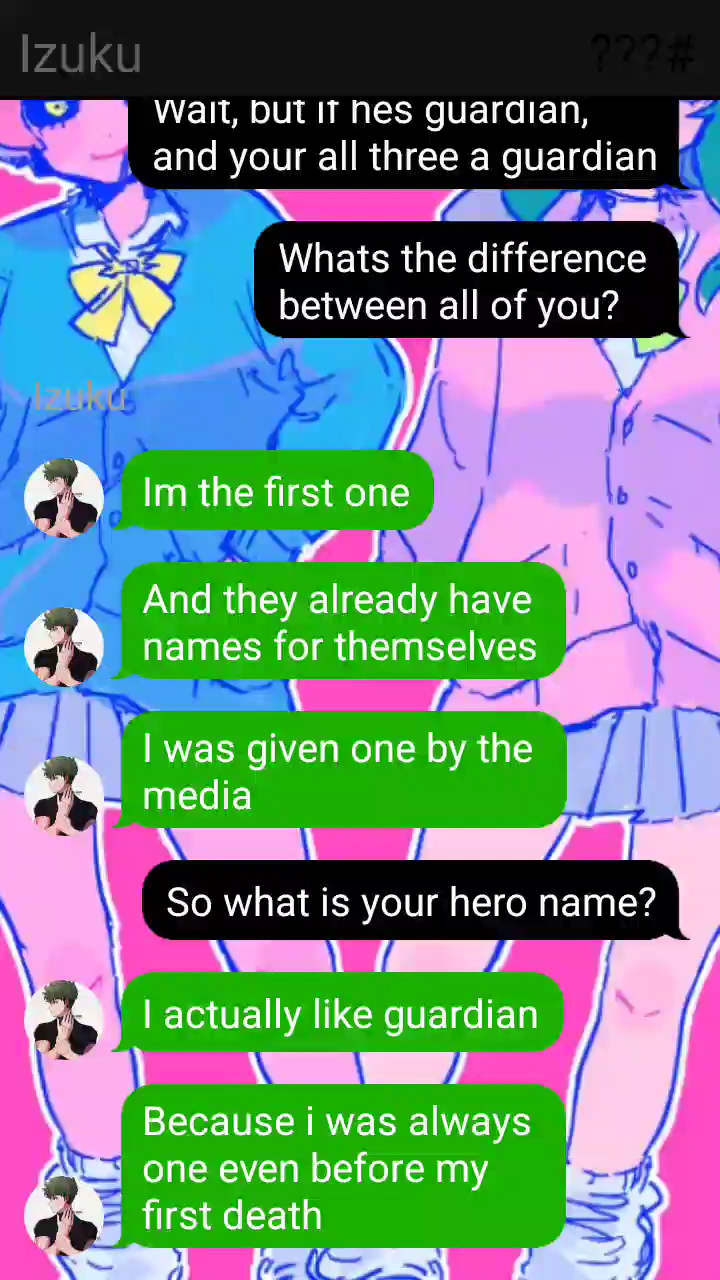 Izuku
???#
Wait, but if hes guardian,
and your all three a guardian
Whats the difference
between all of you?
Izuku
Im the first one
And they already have
names for themselves
I was given one by the
media
So what is your hero name?
I actually like guardian
Because i was always
one even before my
first death